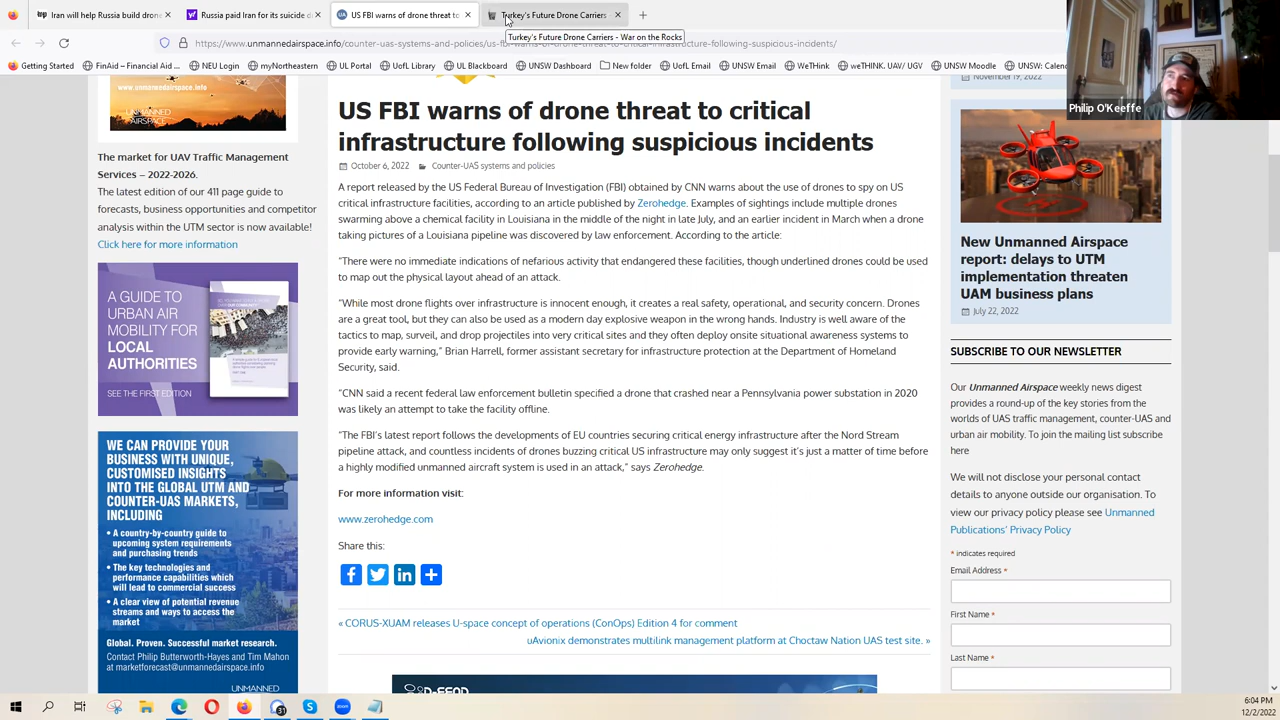 Iran will help Russia build drone
Russia paid Iran for its suicide d
US FBI warns of drone threat to
Turkey's Future Drone Carriers
Turkey's Future Drone Carriers - War on the Rocks
https://www.unmannedairspace.info/counter-uas-systems-and-policies/us-fbi-warns-of-drone-threat-to-critical-infrastructure-following-suspicious-incidents/
Getting Started
FinAid – Financial Aid ...
NEU Login
myNortheastern
UL Portal
UofL Library
UL Blackboard
UNSW Dashboard
New folder
UofL Email
UNSW Email
WeTHink
weTHINK, UAV/ UGV
UNSW Moodle
UNSW: Calen
Philip O'Keeffe
www.unmannedairspace.info
UNMANNED
AIRSPACE
The market for UAV Traffic Management
Services – 2022-2026.
The latest edition of our 411 page guide to
forecasts, business opportunities and competitor
analysis within the UTM sector is now available!
Click here for more information
A GUIDE TO
URBAN AIR
MOBILITY FOR
LOCAL
AUTHORITIES
SEE THE FIRST EDITION
WE CAN PROVIDE YOUR
BUSINESS WITH UNIQUE,
CUSTOMISED INSIGHTS
INTO THE GLOBAL UTM AND
COUNTER-UAS MARKETS,
INCLUDING
• A country-by-country guide to
upcoming system requirements
and purchasing trends
• The key technologies and
performance capabilities which
will lead to commercial success
• A clear view of potential revenue
streams and ways to access the
market
Global. Proven. Successful market research.
Contact Philip Butterworth-Hayes and Tim Mahon
at marketforecast@unmannedairspace.info
UNMANNED
US FBI warns of drone threat to critical
infrastructure following suspicious incidents
October 6, 2022
Counter-UAS systems and policies
A report released by the US Federal Bureau of Investigation (FBI) obtained by CNN warns about the use of drones to spy on US
critical infrastructure facilities, according to an article published by Zerohedge. Examples of sightings include multiple drones
swarming above a chemical facility in Louisiana in the middle of the night in late July, and an earlier incident in March when a drone
taking pictures of a Louisiana pipeline was discovered by law enforcement. According to the article:
"There were no immediate indications of nefarious activity that endangered these facilities, though underlined drones could be used
to map out the physical layout ahead of an attack.
"While most drone flights over infrastructure is innocent enough, it creates a real safety, operational, and security concern. Drones
are a great tool, but they can also be used as a modern day explosive weapon in the wrong hands. Industry is well aware of the
tactics to map, surveil, and drop projectiles into very critical sites and they often deploy onsite situational awareness systems to
provide early warning," Brian Harrell, former assistant secretary for infrastructure protection at the Department of Homeland
Security, said.
"CNN said a recent federal law enforcement bulletin specified a drone that crashed near a Pennsylvania power substation in 2020
was likely an attempt to take the facility offline.
"The FBI's latest report follows the developments of EU countries securing critical energy infrastructure after the Nord Stream
pipeline attack, and countless incidents of drones buzzing critical US infrastructure may only suggest it's just a matter of time before
a highly modified unmanned aircraft system is used in an attack," says Zerohedge.
For more information visit:
www.zerohedge.com
Share this:
« CORUS-XUAM releases U-space concept of operations (ConOps) Edition 4 for comment
uAvionix demonstrates multilink management platform at Choctaw Nation UAS test site. »
D-FEND
November 19, 2022
New Unmanned Airspace
report: delays to UTM
implementation threaten
UAM business plans
July 22, 2022
SUBSCRIBE TO OUR NEWSLETTER
Our Unmanned Airspace weekly news digest
provides a round-up of the key stories from the
worlds of UAS traffic management, counter-UAS and
urban air mobility. To join the mailing list subscribe
here
We will not disclose your personal contact
details to anyone outside our organisation. To
view our privacy policy please see Unmanned
Publications' Privacy Policy
* indicates required
Email Address *
First Name *
Last Name *
31
zoom
6:04 PM
12/2/2022